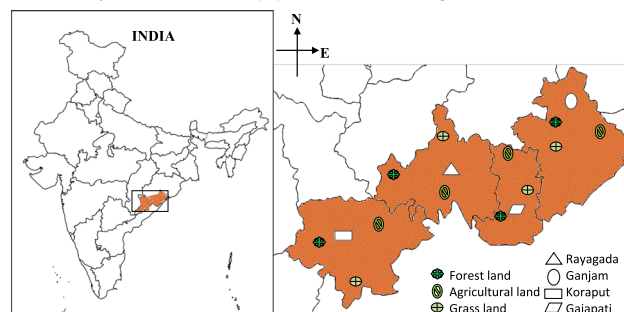 INDIA
N
E
Forest land
Agricultural land
Grass land
Rayagada
Ganjam
Koraput
Gajapati